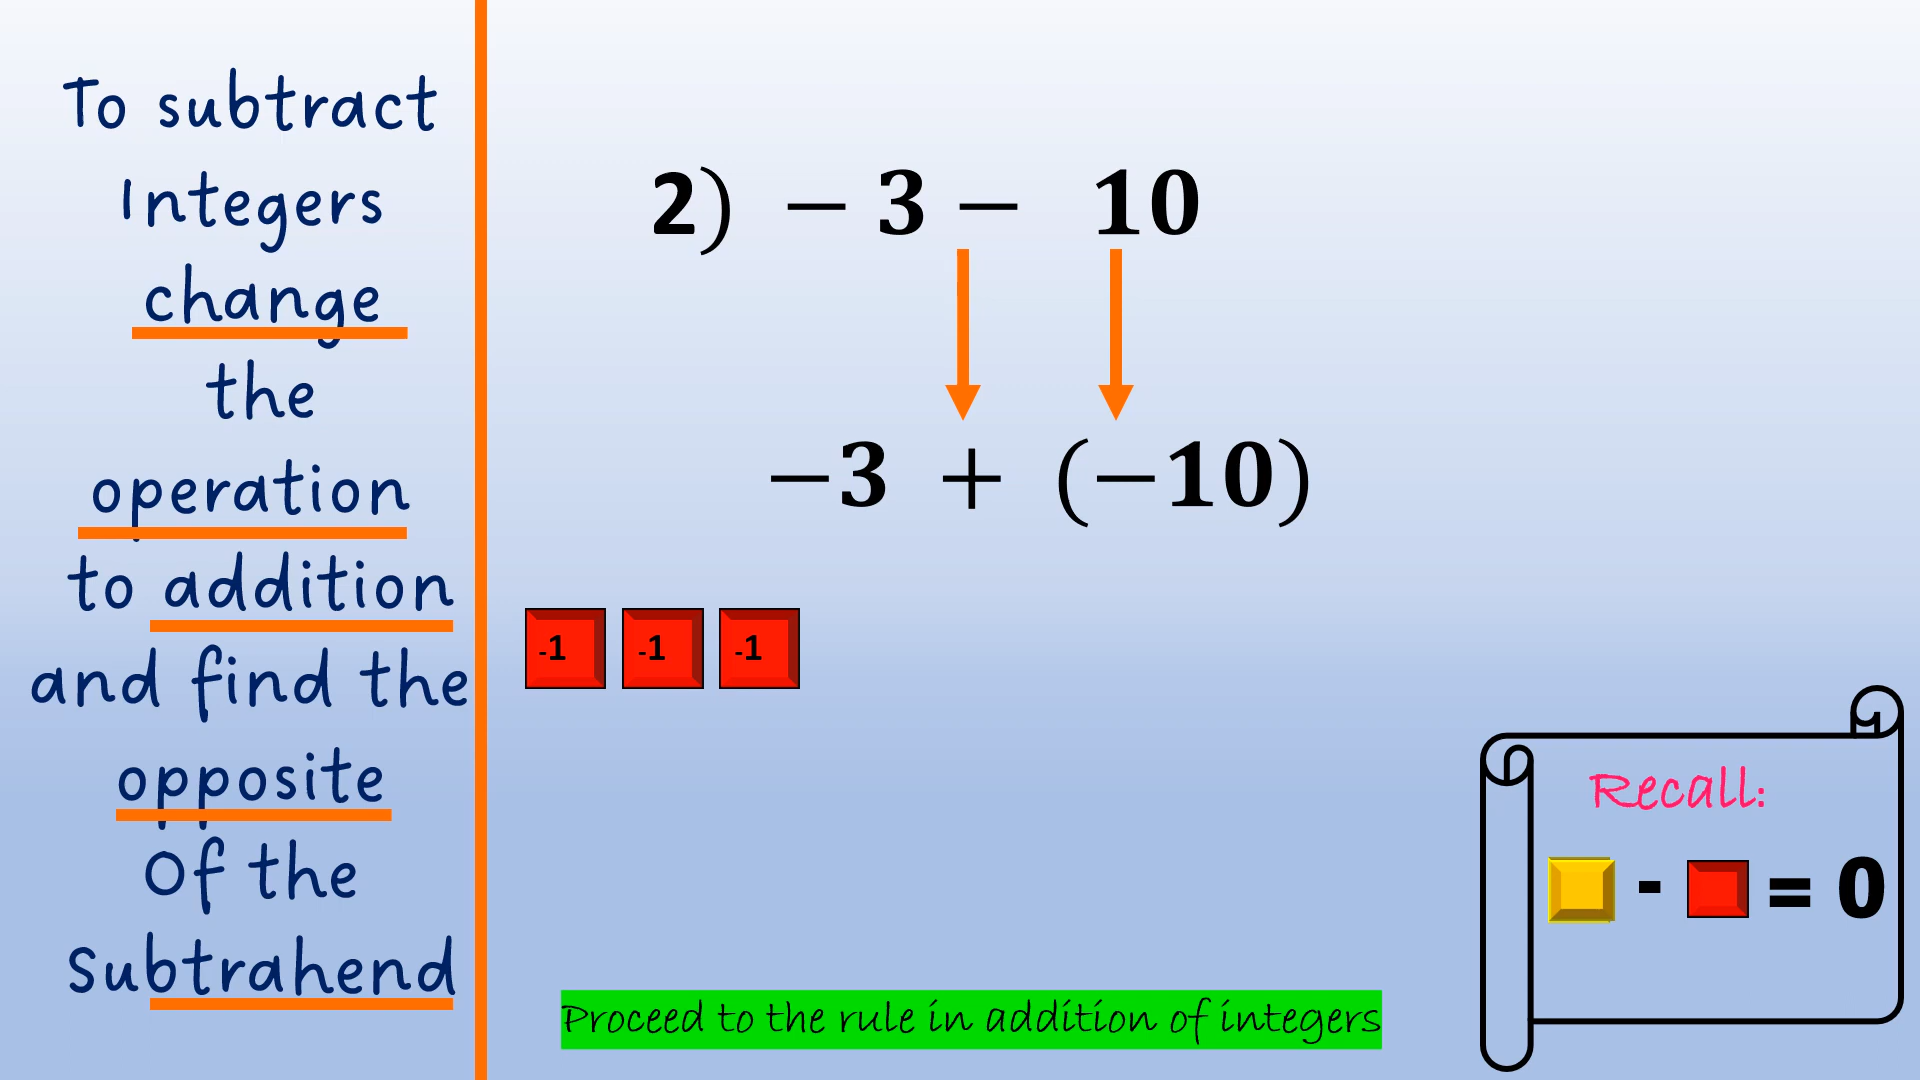 To subtract
Integers
change
the
operation
to addition
and find the
opposite
Of the
Subtrahend
2) − 3 − 10
−3 + (−10)
-1 -1 -1
Recall:
- = 0
Proceed to the rule in addition of integers